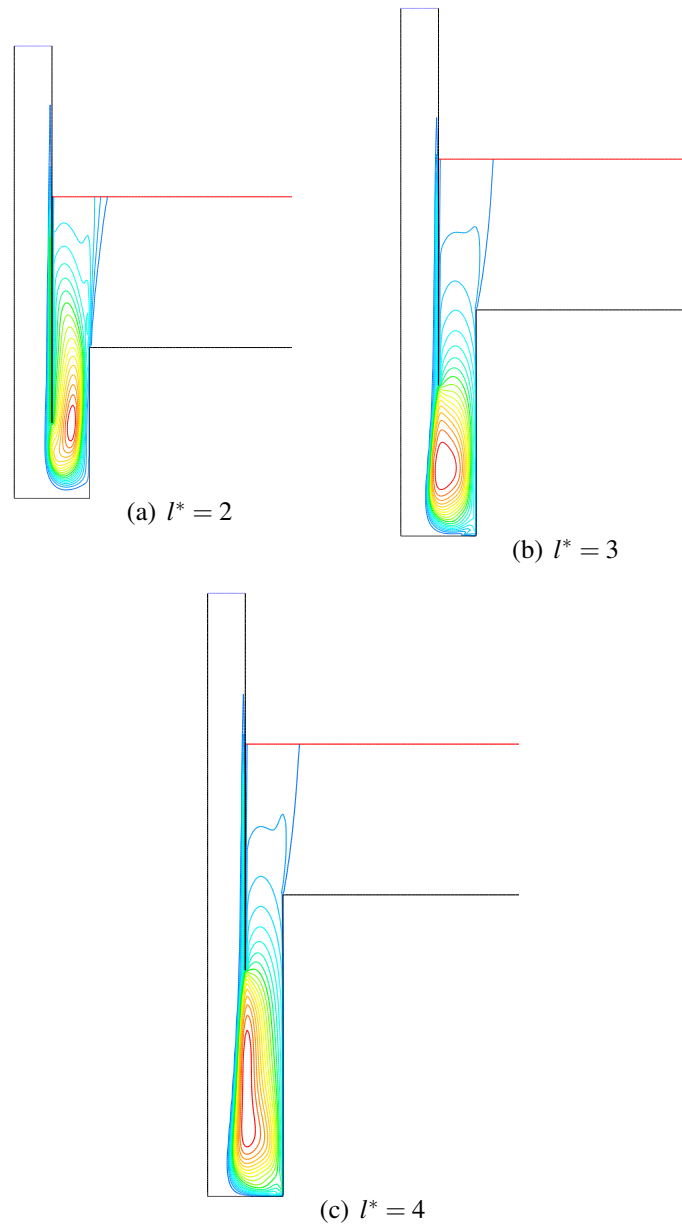 (a) l* = 2
(b) l* = 3
(c) l* = 4